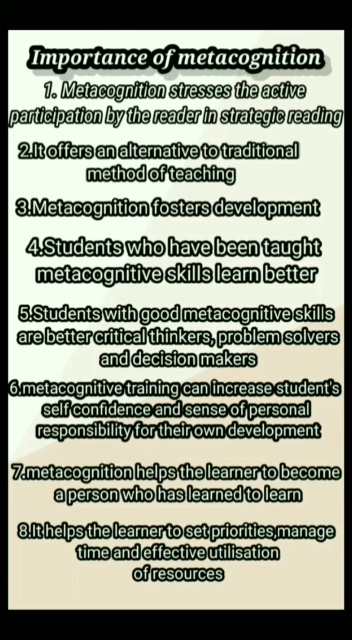 Importance of metacognition
1. Metacognition stresses the active
participation by the reader in strategic reading
2.It offers an alternative to traditional
method of teaching
3.Metacognition fosters development
4.Students who have been taught
metacognitive skills learn better
5.Students with good metacognitive skills
are better critical thinkers, problem solvers
and decision makers
6.metacognitive training can increase student's
self confidence and sense of personal
responsibility for their own development
7.metacognition helps the learner to become
a person who has learned to learn
8.It helps the learner to set priorities,manage
time and effective utilisation
of resources